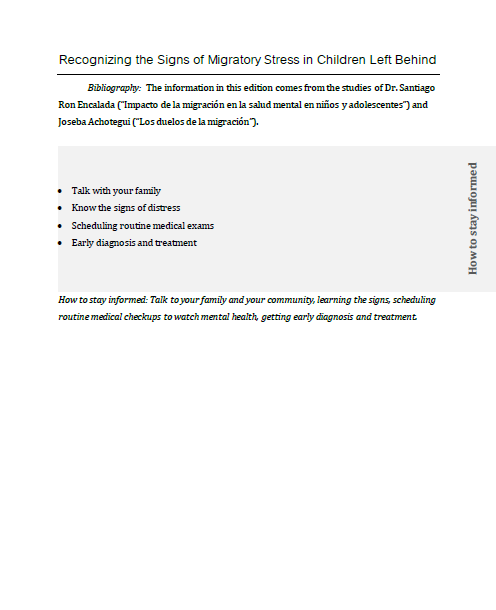 Recognizing the Signs of Migratory Stress in Children Left Behind
Bibliography: The information in this edition comes from the studies of Dr. Santiago
Ron Encalada ("Impacto de la migración en la salud mental en niños y adolescentes") and
Joseba Achotegui ("Los duelos de la migración").
• Talk with your family
• Know the signs of distress
• Scheduling routine medical exams
• Early diagnosis and treatment
How to stay informed
How to stay informed: Talk to your family and your community, learning the signs, scheduling
routine medical checkups to watch mental health, getting early diagnosis and treatment.